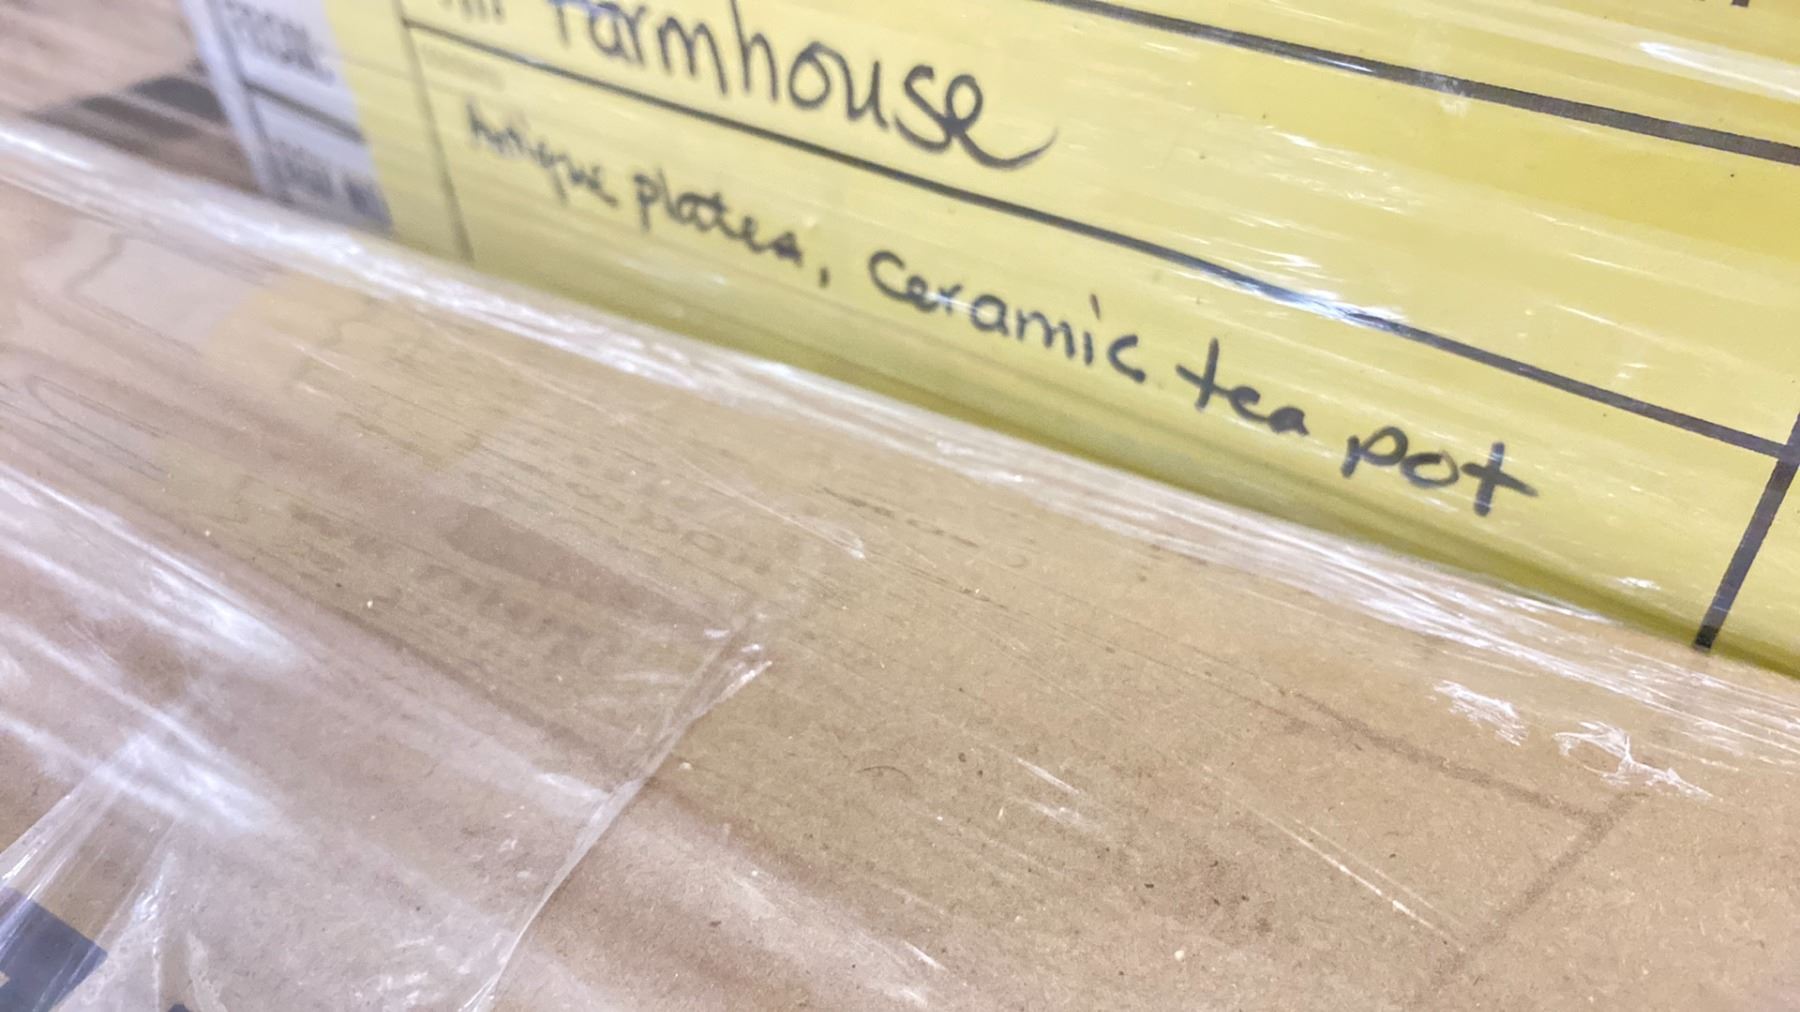 Farmhouse
Antique plates, Ceramic tea pot